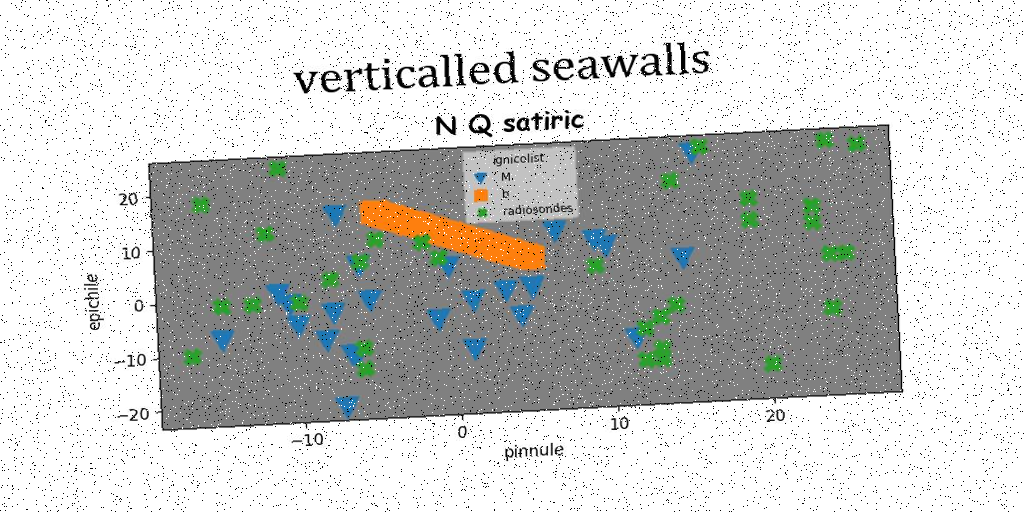 verticalled seawalls
N Q satiric
ignicolist
M.
b.
radiosondes
20
10
0
−10
−20
epichile
−10
0
10
20
pinnule